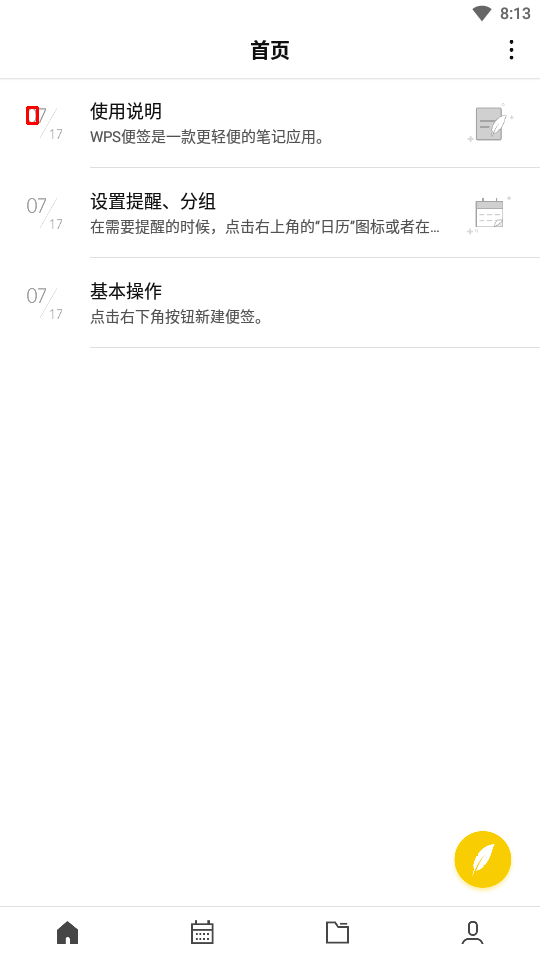 8:13
首页
07/17
使用说明
WPS便签是一款更轻便的笔记应用。
07/17
设置提醒、分组
在需要提醒的时候，点击右上角的“日历”图标或者在...
07/17
基本操作
点击右下角按钮新建便签。